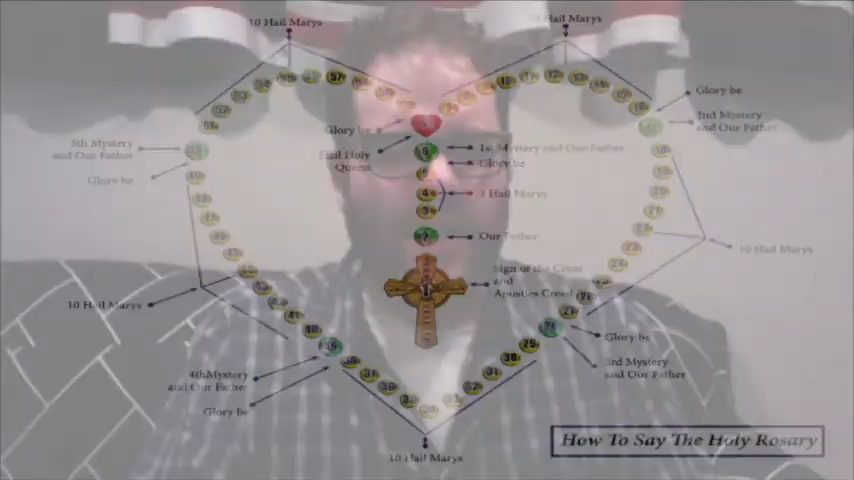 10 Hail Marys
10 Hail Marys
Glory be
2nd Mystery
and Our Father
Glory be
Hail Holy
Queen
1st Mystery and Our Father
Glory be
5th Mystery
and Our Father
Glory be
3 Hail Marys
Our Father
10 Hail Marys
Sign of the Cross
and
Apostles Creed
10 Hail Marys
Glory be
3rd Mystery
and Our Father
4th Mystery
and Our Father
Glory be
10 Hail Marys
How To Say The Holy Rosary